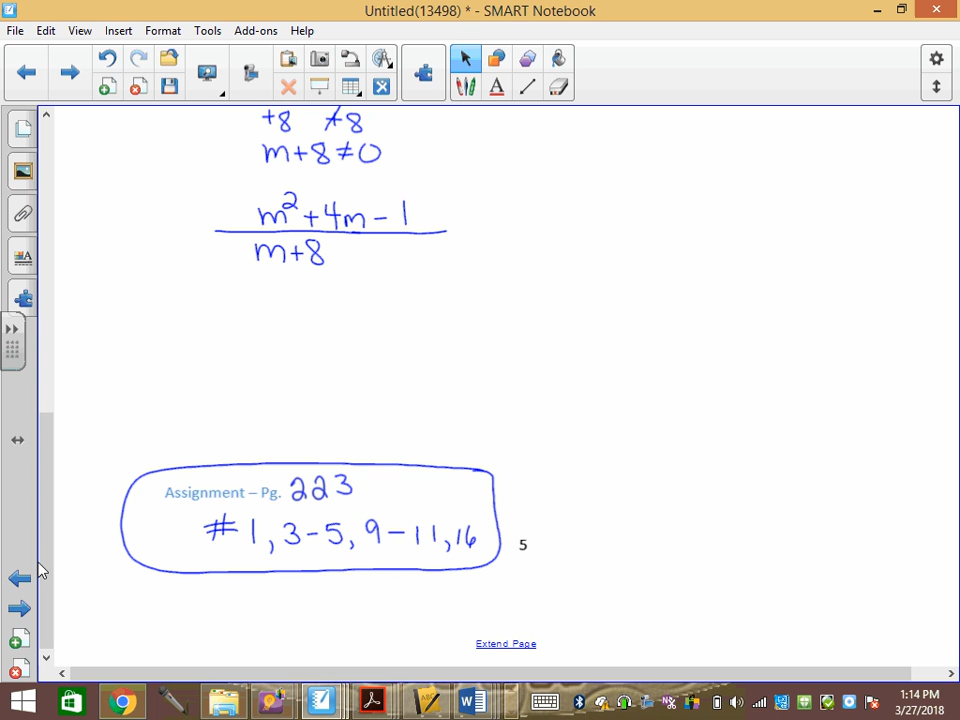 Untitled(13498) * - SMART Notebook
File Edit View Insert Format Tools Add-ons Help
+8 ≠8
m+8≠0
m²+4m-1
m+8
Assignment – Pg. 223
#1, 3-5, 9-11, 16
5
Extend Page
1:14 PM
3/27/2018